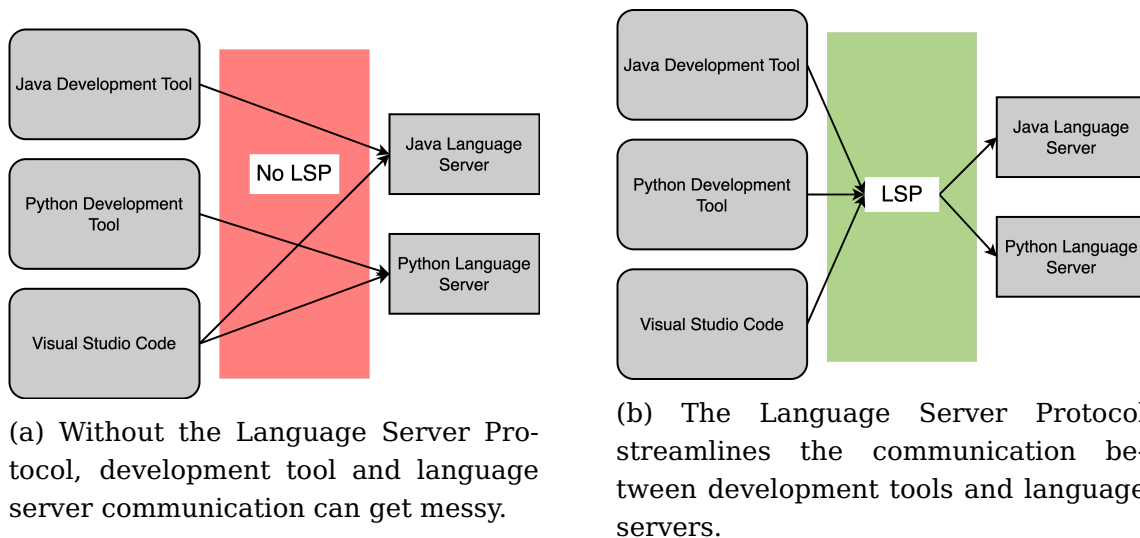 Java Development Tool
No LSP
Java Language
Server
Python Development
Tool
Python Language
Server
Visual Studio Code
(a) Without the Language Server Pro-
tocol, development tool and language
server communication can get messy.
Java Development Tool
Java Language
Server
Python Development
Tool
LSP
Python Language
Server
Visual Studio Code
(b) The Language Server Protocol
streamlines the communication be-
tween development tools and language
servers.